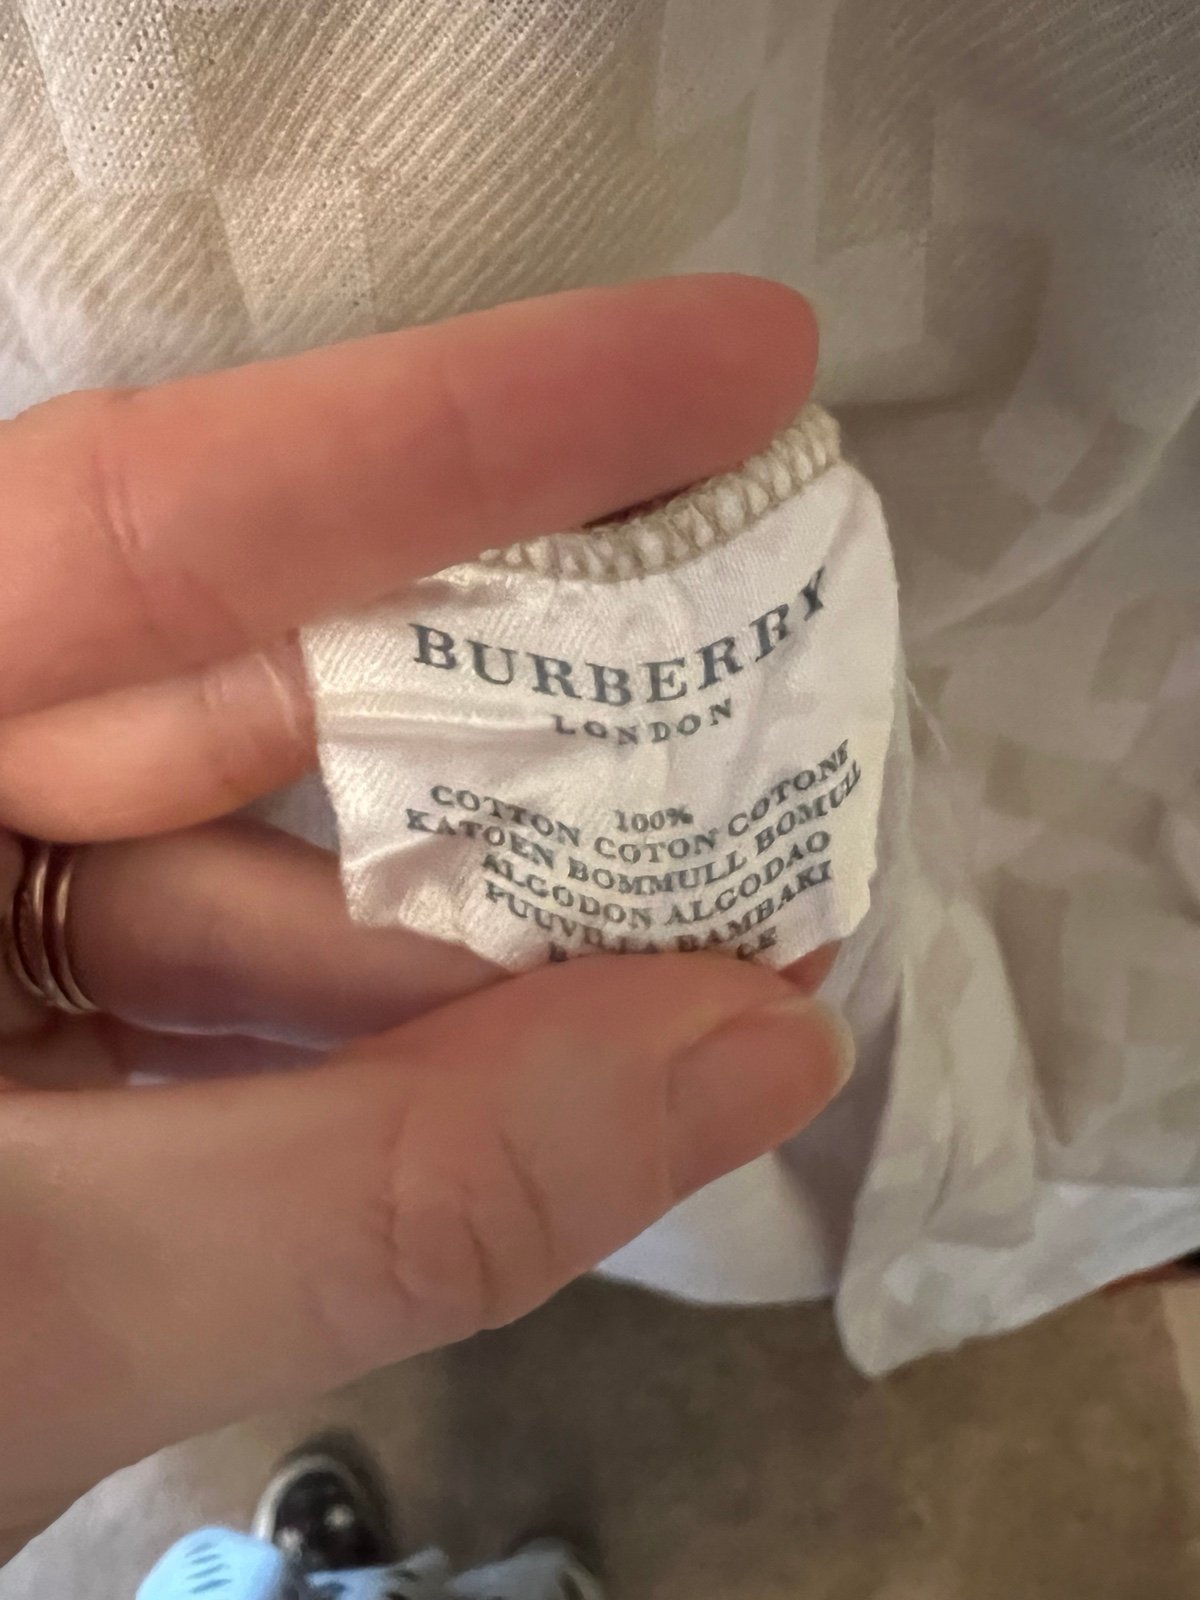 BURBERRY
LONDON
100%
COTTON COTON COTONE
KATOEN BOMMULL BOMULL
ALGODON ALGODAO
PUUVILLA BAMBAKI